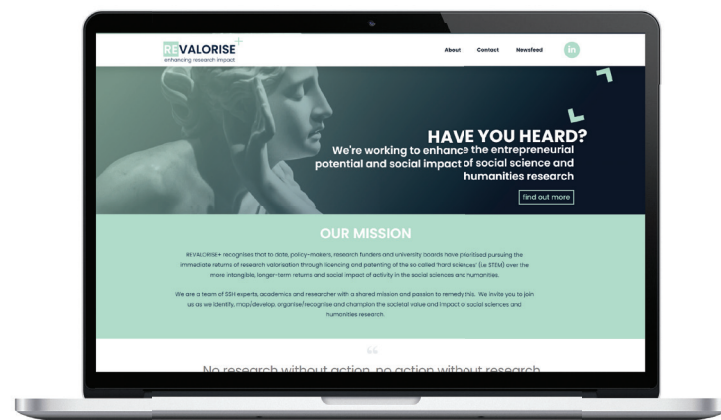 REVALORISE+
enhancing research impact
About Contact Newsfeed in
HAVE YOU HEARD?
We're working to enhance the entrepreneurial
potential and social impact of social science and
humanities research
find out more
OUR MISSION
REVALORISE+ recognises that to date, policy-makers, research funders and university boards have prioritised pursuing the
immediate returns of research valorisation through licencing and patenting of the so called 'hard sciences' (i.e STEM) over the
more intangible, longer-term returns and social impact of activity in the social sciences and humanities.
We are a team of SSH experts, academics and researcher with a shared mission and passion to remedy this. We invite you to join
us as we identify, map/develop, organise/recognise and champion the societal value and impact of social sciences and
humanities research.
“
No research without action, no action without research